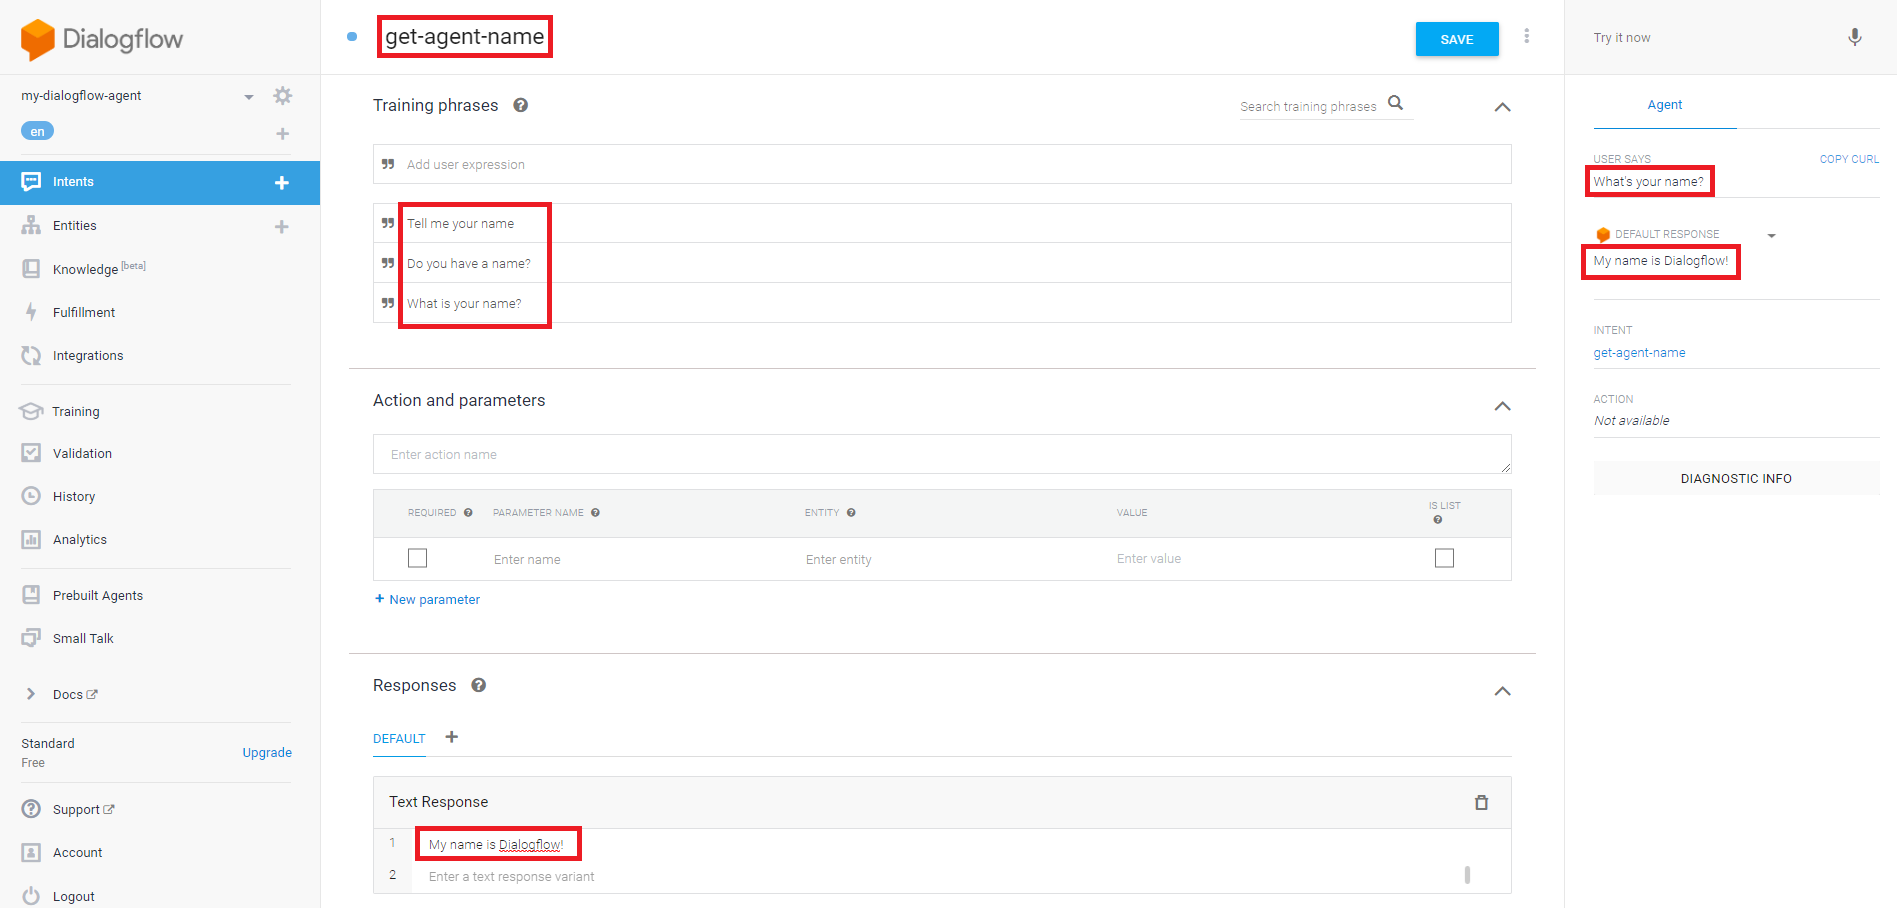 Dialogflow
my-dialogflow-agent
en
Intents
Entities
Knowledge [beta]
Fulfillment
Integrations
Training
Validation
History
Analytics
Prebuilt Agents
Small Talk
Docs
Standard
Free
Upgrade
Support
Account
Logout
get-agent-name
SAVE
Training phrases
Search training phrases
Add user expression
Tell me your name
Do you have a name?
What is your name?
Action and parameters
Enter action name
REQUIRED PARAMETER NAME ENTITY VALUE IS LIST
Enter name Enter entity Enter value
+ New parameter
Responses
DEFAULT +
Text Response
1 My name is Dialogflow!
2 Enter a text response variant
Try it now
Agent
USER SAYS COPY CURL
What's your name?
DEFAULT RESPONSE
My name is Dialogflow!
INTENT
get-agent-name
ACTION
Not available
DIAGNOSTIC INFO